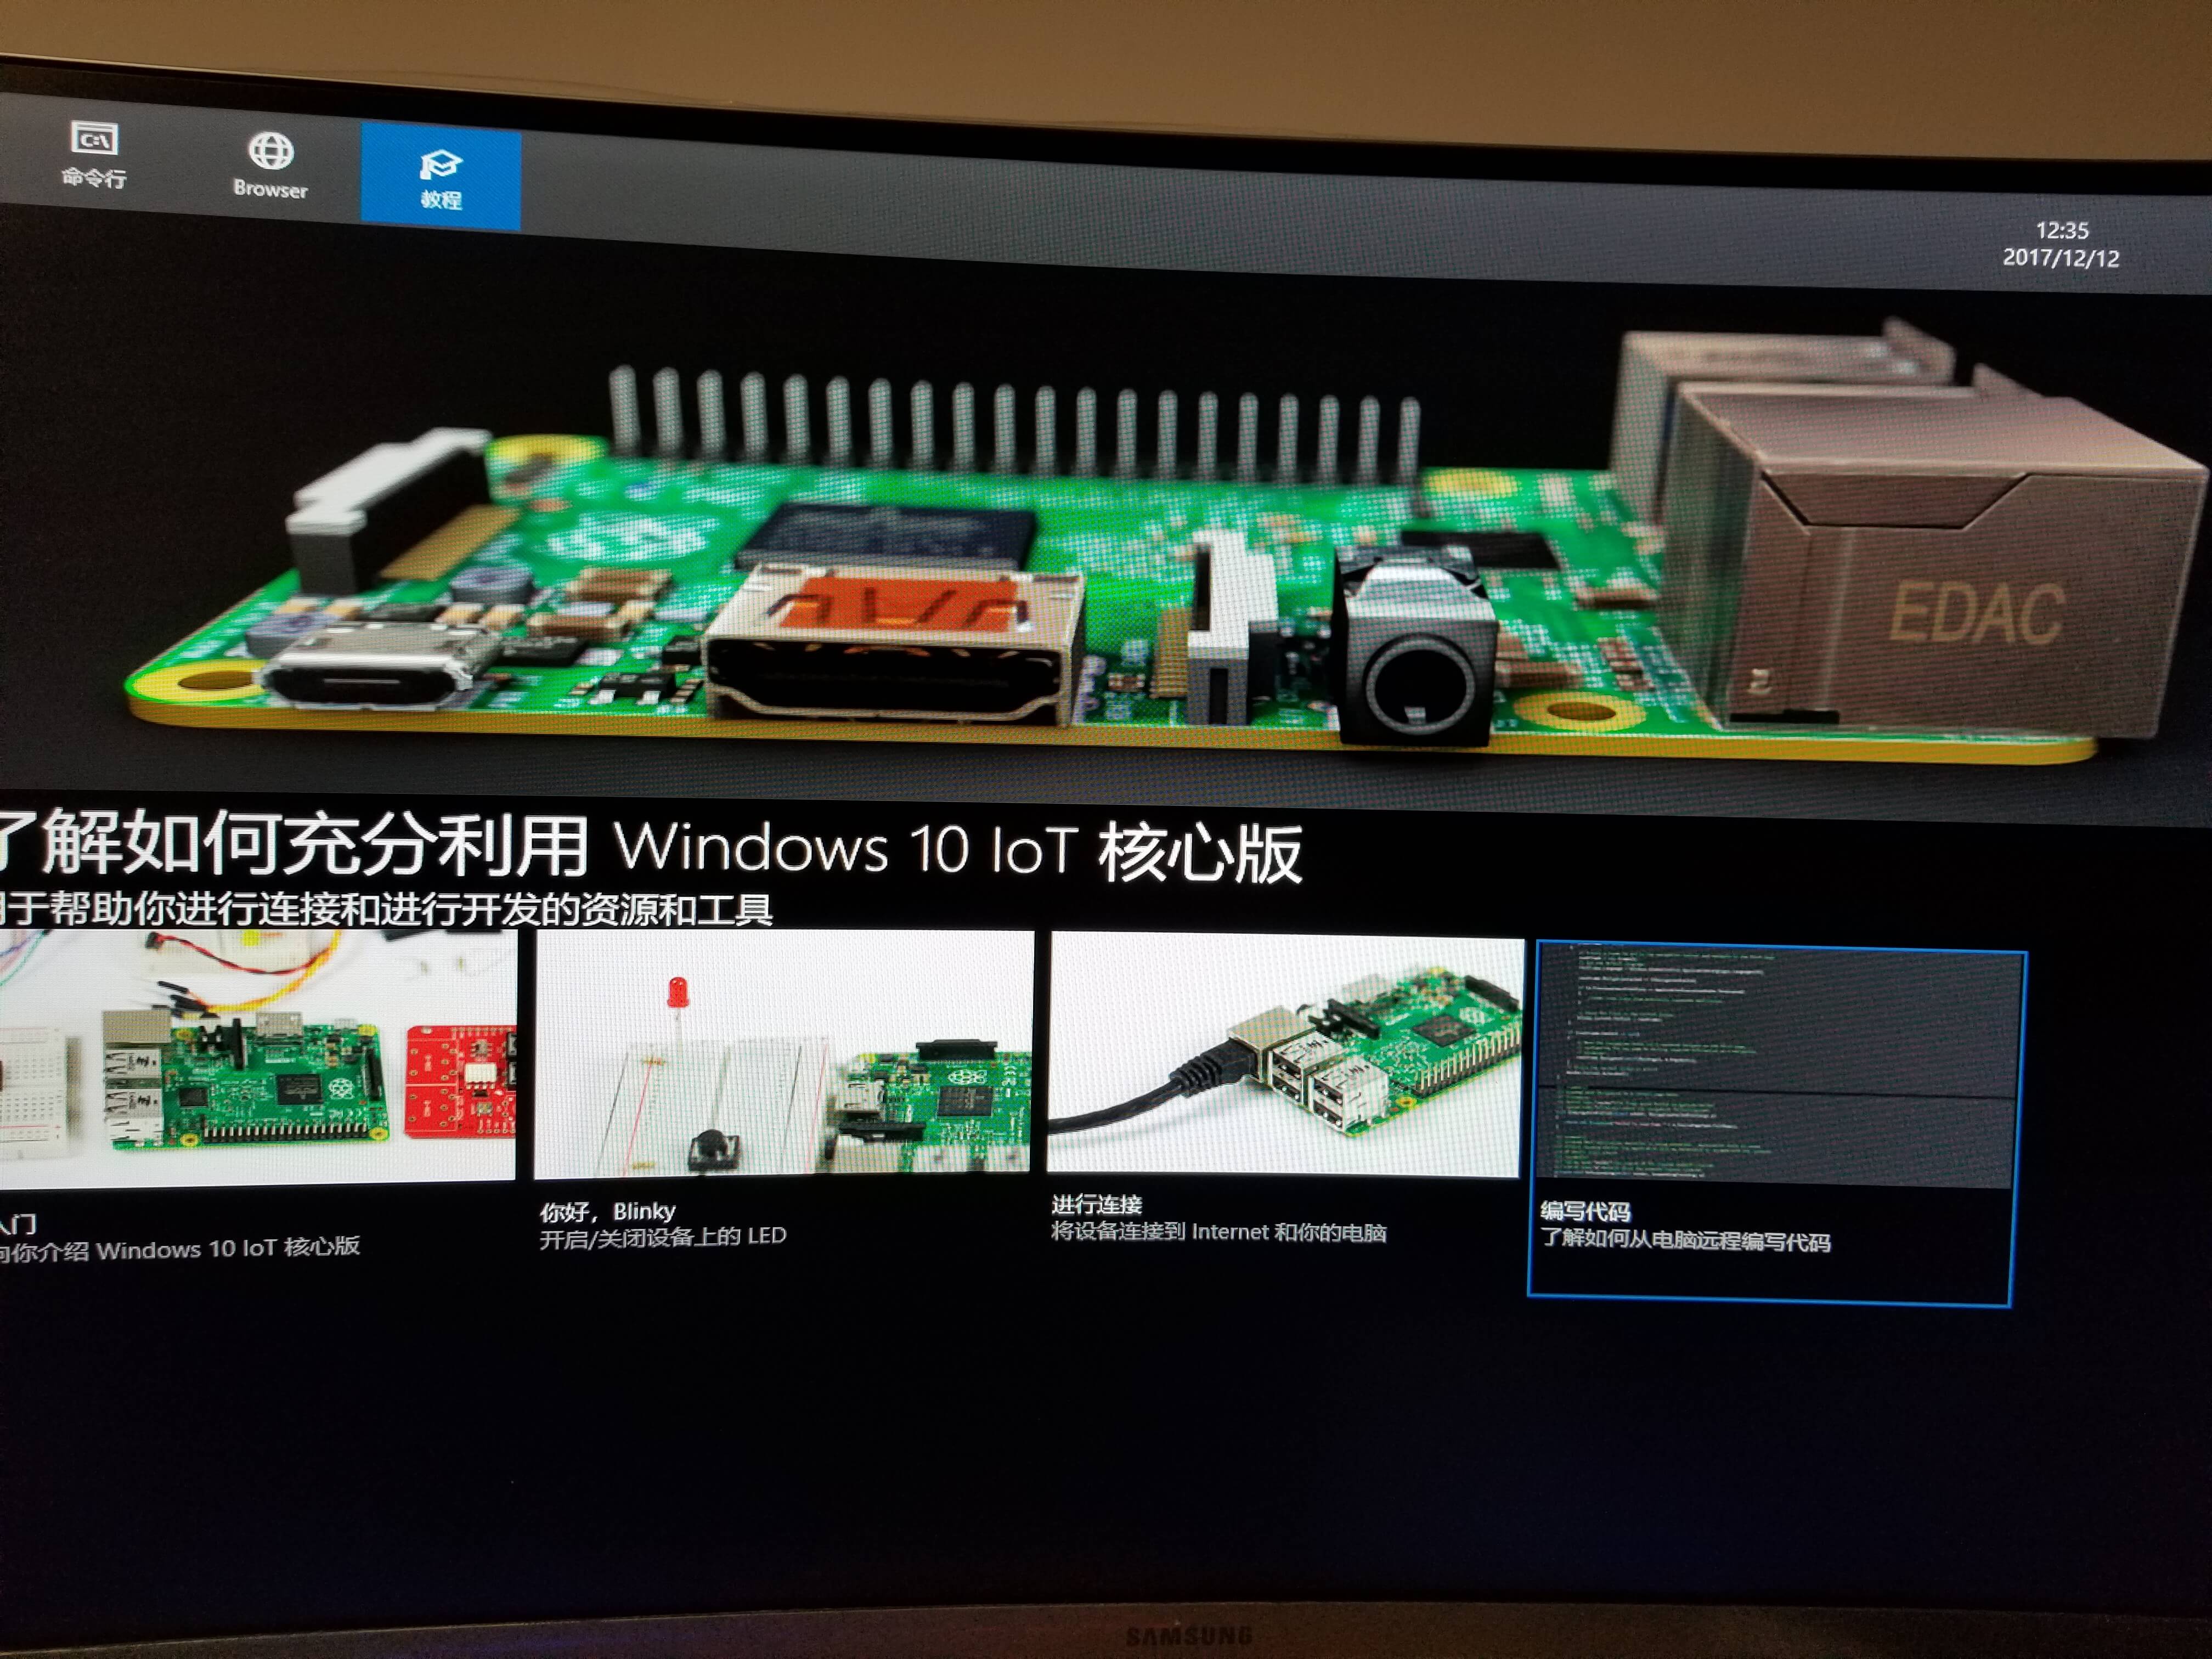 C:\
命令行
Browser
教程
12:35
2017/12/12
EDAC
了解如何充分利用 Windows 10 IoT 核心版
用于帮助你进行连接和进行开发的资源和工具
入门
向你介绍 Windows 10 IoT 核心版
你好，Blinky
开启/关闭设备上的 LED
进行连接
将设备连接到 Internet 和你的电脑
编写代码
了解如何从电脑远程编写代码
SAMSUNG